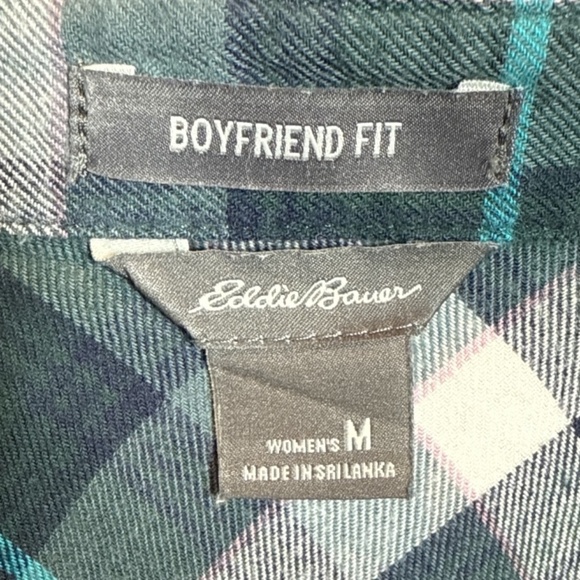 BOYFRIEND FIT
Eddie Bauer
WOMEN'S M
MADE IN SRI LANKA